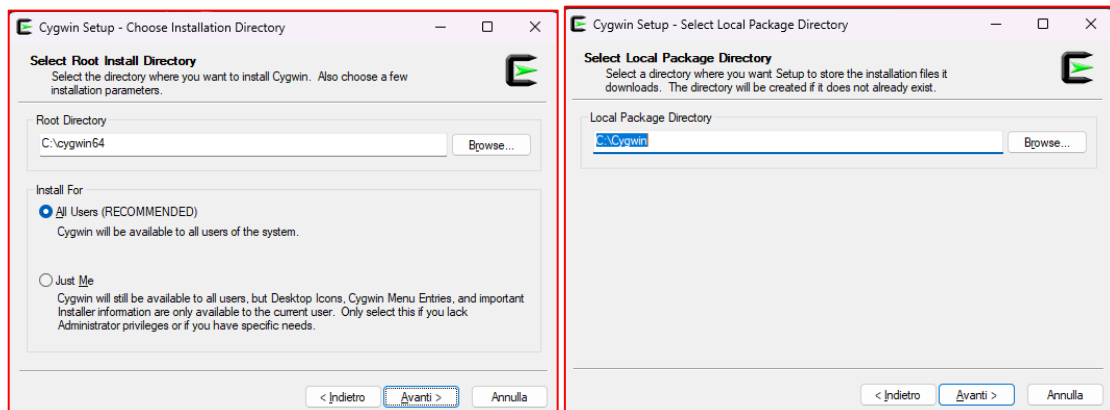 Cygwin Setup - Choose Installation Directory
Select Root Install Directory
Select the directory where you want to install Cygwin. Also choose a few
installation parameters.
Root Directory
C:\cygwin64
Browse...
Install For
All Users (RECOMMENDED)
Cygwin will be available to all users of the system.
Just Me
Cygwin will still be available to all users, but Desktop Icons, Cygwin Menu Entries, and important
Installer information are only available to the current user. Only select this if you lack
Administrator privileges or if you have specific needs.
< Indietro
Avanti >
Annulla
Cygwin Setup - Select Local Package Directory
Select Local Package Directory
Select a directory where you want Setup to store the installation files it
downloads. The directory will be created if it does not already exist.
Local Package Directory
C:\Cygwin
Browse...
< Indietro
Avanti >
Annulla